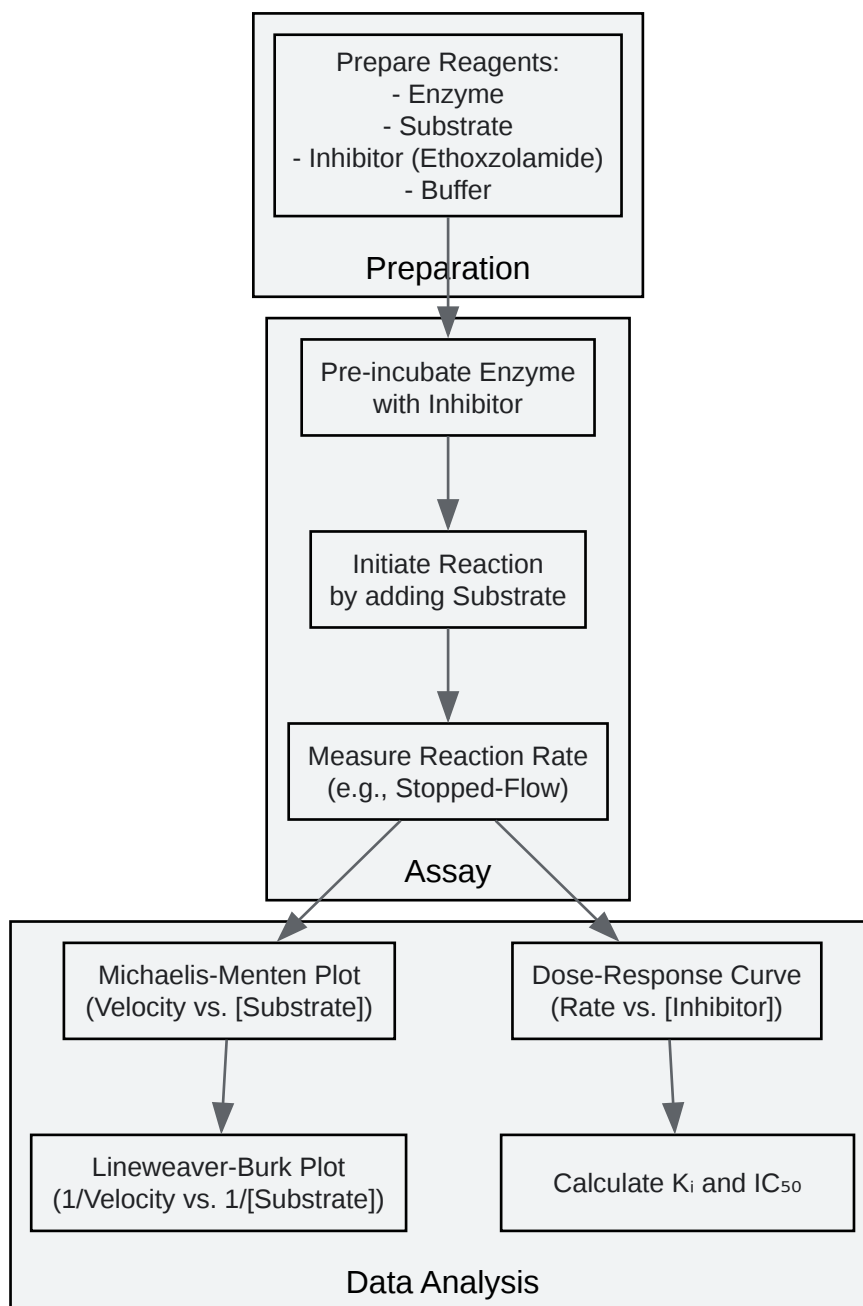 Prepare Reagents:
- Enzyme
- Substrate
- Inhibitor (Ethoxzolamide)
- Buffer
Preparation
Pre-incubate Enzyme
with Inhibitor
Initiate Reaction
by adding Substrate
Measure Reaction Rate
(e.g., Stopped-Flow)
Assay
Michaelis-Menten Plot
(Velocity vs. [Substrate])
Dose-Response Curve
(Rate vs. [Inhibitor])
Lineweaver-Burk Plot
(1/Velocity vs. 1/[Substrate])
Calculate Kᵢ and IC₅₀
Data Analysis